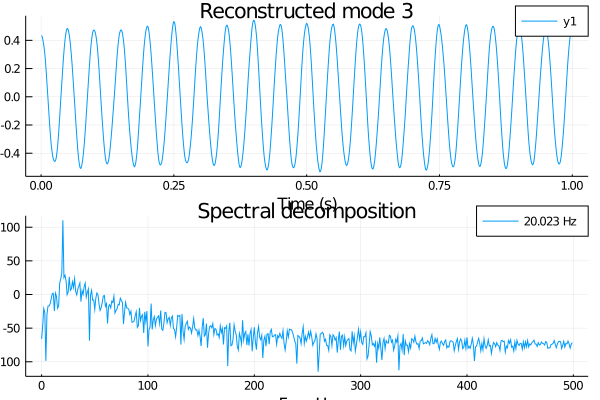 Reconstructed mode 3
y1
0.4
0.2
0.0
-0.2
-0.4
0.00 0.25 0.50 0.75 1.00
Time (s)
Spectral decomposition
20.023 Hz
100
50
0
-50
100
0 100 200 300 400 500